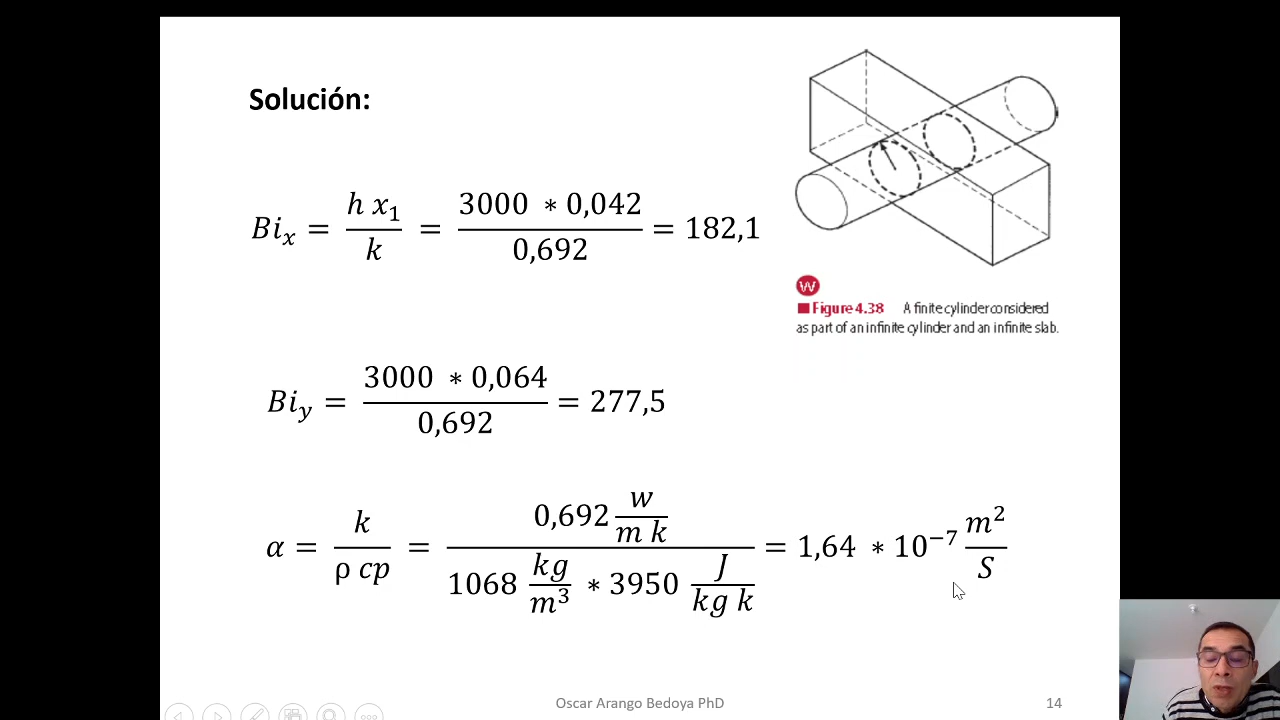 Solución:
Bi_x = h x_1 / k = 3000 * 0,042 / 0,692 = 182,1
W
Figure 4.38 A finite cylinder considered
as part of an infinite cylinder and an infinite slab.
Bi_y = 3000 * 0,064 / 0,692 = 277,5
α = k / ρ cp = 0,692 w/m k / 1068 kg/m³ * 3950 J/kg k = 1,64 * 10⁻⁷ m²/S
Oscar Arango Bedoya PhD
14